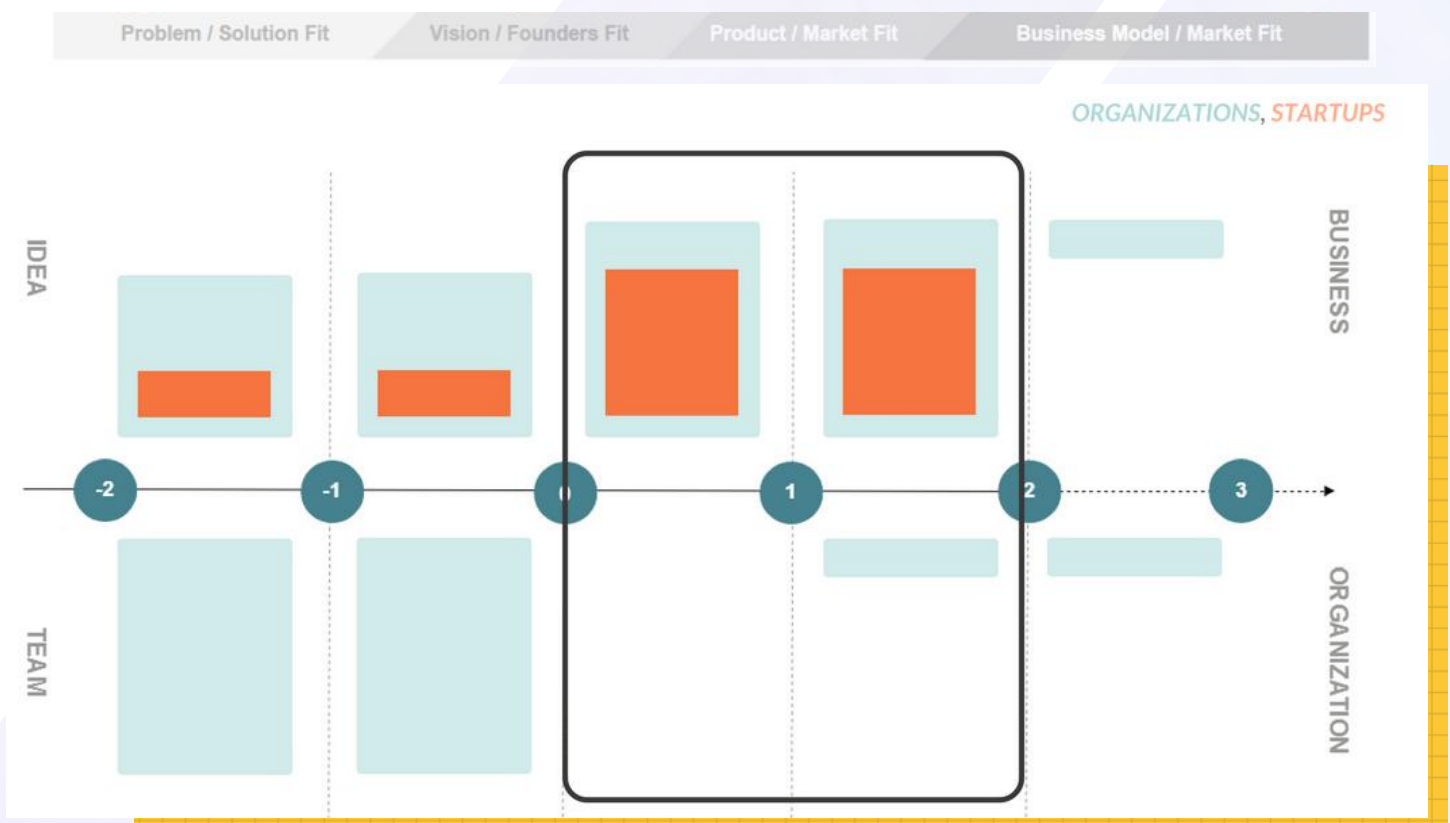 Problem / Solution Fit
Vision / Founders Fit
Product / Market Fit
Business Model / Market Fit
ORGANIZATIONS, STARTUPS
IDEA
BUSINESS
-2
-1
0
1
2
3
TEAM
ORGANIZATION